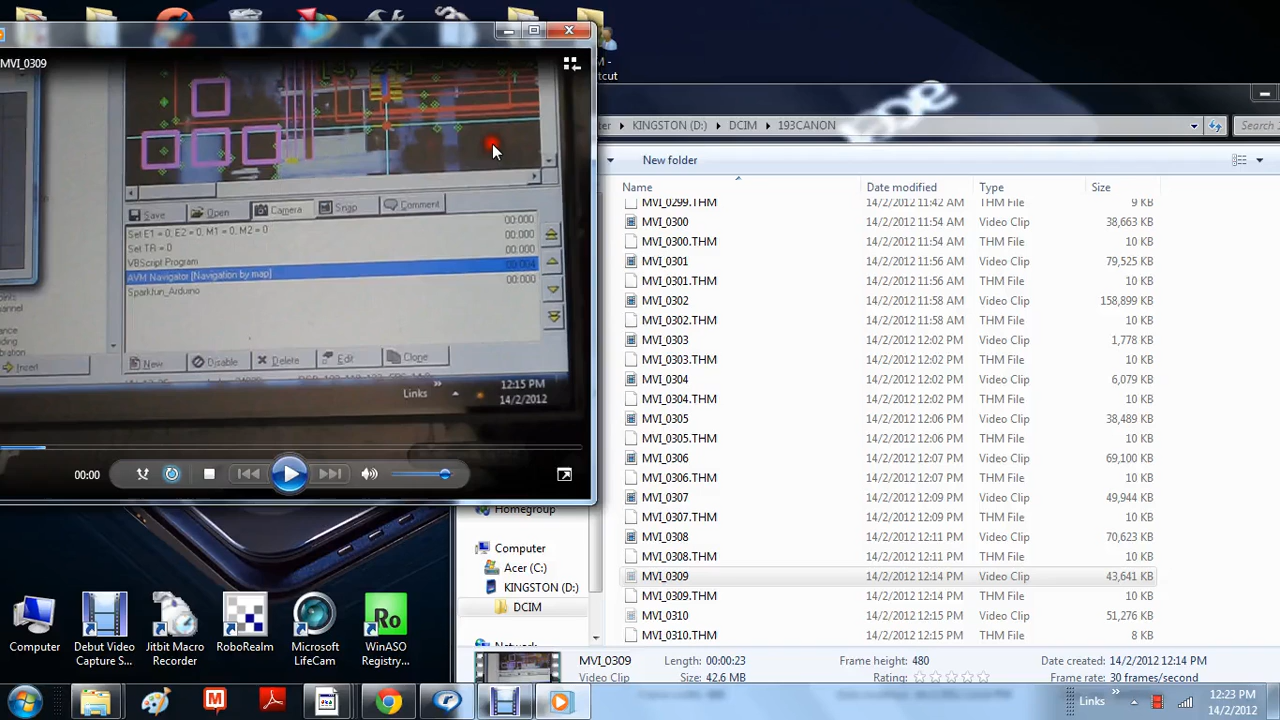 MVI_0309
Save
Open
Camera
Snap
Comment
Set E1 = 0, E2 = 0, M1 = 0, M2 = 0
00:000
Set TR = 0
00:000
VBScript Program
00:000
AVM Navigator [Navigation by map]
00:004
Sparkfun_Arduino
00:000
Insert
New
Disable
Delete
Edit
Clone
Links
12:15 PM
14/2/2012
00:00
KINGSTON (D:)
DCIM
193CANON
Search
New folder
Name
Date modified
Type
Size
MVI_0299.THM 14/2/2012 11:42 AM THM File 9 KB
MVI_0300 14/2/2012 11:54 AM Video Clip 38,663 KB
MVI_0300.THM 14/2/2012 11:54 AM THM File 10 KB
MVI_0301 14/2/2012 11:56 AM Video Clip 79,525 KB
MVI_0301.THM 14/2/2012 11:56 AM THM File 10 KB
MVI_0302 14/2/2012 11:58 AM Video Clip 158,899 KB
MVI_0302.THM 14/2/2012 11:58 AM THM File 10 KB
MVI_0303 14/2/2012 12:02 PM Video Clip 1,778 KB
MVI_0303.THM 14/2/2012 12:02 PM THM File 10 KB
MVI_0304 14/2/2012 12:02 PM Video Clip 6,079 KB
MVI_0304.THM 14/2/2012 12:02 PM THM File 10 KB
MVI_0305 14/2/2012 12:06 PM Video Clip 38,489 KB
MVI_0305.THM 14/2/2012 12:06 PM THM File 10 KB
MVI_0306 14/2/2012 12:06 PM Video Clip 69,100 KB
MVI_0306.THM 14/2/2012 12:06 PM THM File 10 KB
MVI_0307 14/2/2012 12:09 PM Video Clip 49,944 KB
MVI_0307.THM 14/2/2012 12:09 PM THM File 10 KB
MVI_0308 14/2/2012 12:11 PM Video Clip 70,623 KB
MVI_0308.THM 14/2/2012 12:11 PM THM File 10 KB
MVI_0309 14/2/2012 12:14 PM Video Clip 43,641 KB
MVI_0309.THM 14/2/2012 12:14 PM THM File 10 KB
MVI_0310 14/2/2012 12:15 PM Video Clip 51,276 KB
MVI_0310.THM 14/2/2012 12:15 PM THM File 8 KB
Homegroup
Computer
Acer (C:)
KINGSTON (D:)
DCIM
MVI_0309 Length: 00:00:23 Frame height: 480 Date created: 14/2/2012 12:14 PM
Video Clip Size: 42.6 MB Rating: Frame rate: 30 frames/second
Computer
Debut Video
Capture S...
Jitbit Macro
Recorder
RoboRealm
Microsoft
LifeCam
WinASO
Registry...
Links
12:23 PM
14/2/2012